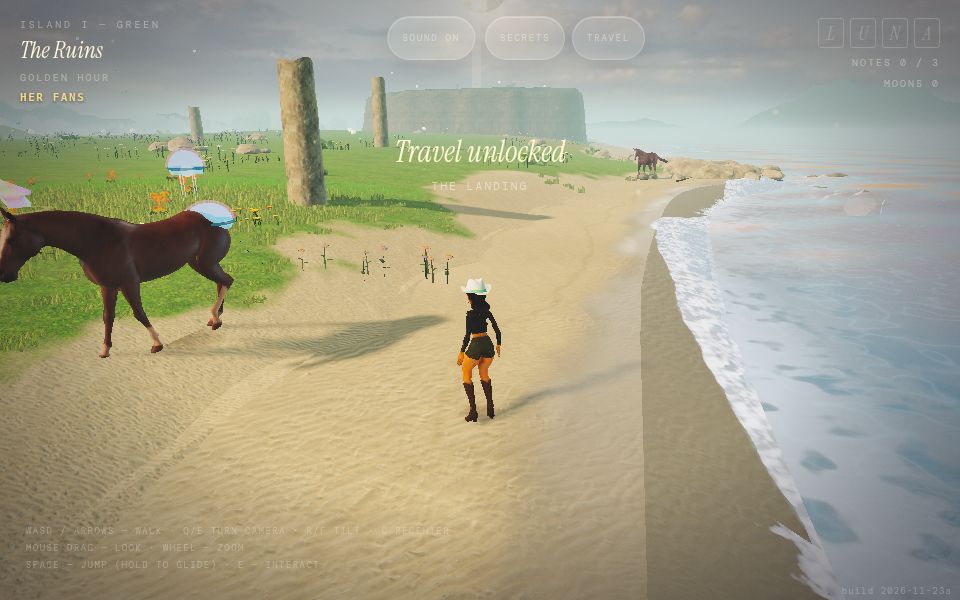 ISLAND I — GREEN
The Ruins
GOLDEN HOUR
HER FANS
SOUND ON
SECRETS
TRAVEL
L U N A
NOTES 0 / 3
MOONS 0
Travel unlocked
THE LANDING
WASD / ARROWS — WALK · Q/E TURN CAMERA · R/F TILT · C RECENTER
MOUSE DRAG — LOOK · WHEEL — ZOOM
SPACE — JUMP (HOLD TO GLIDE) · E — INTERACT
build 2026-11-23a